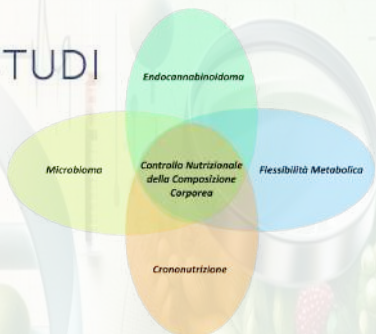 TUDI
Endocannabinoidoma
Microbioma
Controllo Nutrizionale
della Composizione
Corporea
Flessibilità Metabolica
Crononutrizione